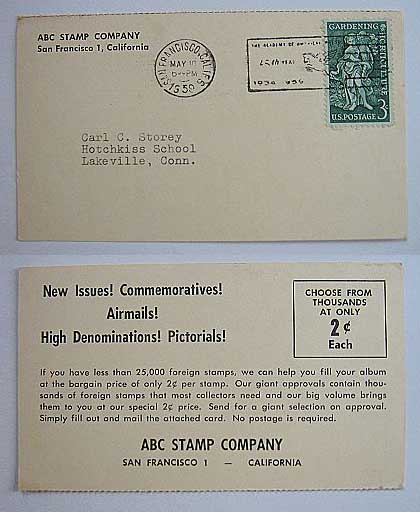 ABC STAMP COMPANY
San Francisco 1, California
SAN FRANCISCO, CALIF.
MAY 1
PM
1959
GARDENING
HORTICULTURE
U.S. POSTAGE 3¢
Carl C. Storey
Hotchkiss School
Lakeville, Conn.
New Issues! Commemoratives!
Airmails!
High Denominations! Pictorials!
CHOOSE FROM
THOUSANDS
AT ONLY
2¢
Each
If you have less than 25,000 foreign stamps, we can help you fill your album
at the bargain price of only 2¢ per stamp. Our giant approvals contain thou-
sands of foreign stamps that most collectors need and our big volume brings
them to you at our special 2¢ price. Send for a giant selection on approval.
Simply fill out and mail the attached card. No postage is required.
ABC STAMP COMPANY
SAN FRANCISCO 1 — CALIFORNIA